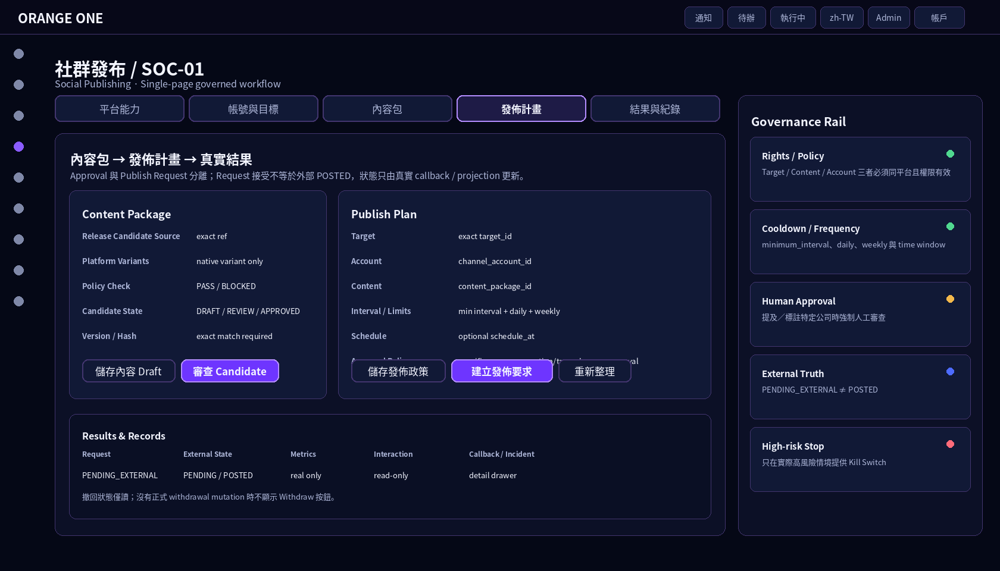 ORANGE ONE
通知
待辦
執行中
zh-TW
Admin
帳戶
社群發布 / SOC-01
Social Publishing · Single-page governed workflow
平台能力
帳號與目標
內容包
發佈計畫
結果與紀錄
內容包 → 發佈計畫 → 真實結果
Approval 與 Publish Request 分離；Request 接受不等於外部 POSTED，狀態只由真實 callback / projection 更新。
Content Package
Release Candidate Source exact ref
Platform Variants native variant only
Policy Check PASS / BLOCKED
Candidate State DRAFT / REVIEW / APPROVED
Version / Hash exact match required
儲存內容 Draft
審查 Candidate
Publish Plan
Target exact target_id
Account channel_account_id
Content content_package_id
Interval / Limits min interval + daily + weekly
Schedule optional schedule_at
儲存發佈政策
建立發佈要求
重新整理
Results & Records
Request External State Metrics Interaction Callback / Incident
PENDING_EXTERNAL PENDING / POSTED real only read-only detail drawer
撤回狀態僅讀；沒有正式 withdrawal mutation 時不顯示 Withdraw 按鈕。
Governance Rail
Rights / Policy
Target / Content / Account 三者必須同平台且權限有效
Cooldown / Frequency
minimum_interval、daily、weekly 與 time window
Human Approval
提及／標註特定公司時強制人工審查
External Truth
PENDING_EXTERNAL ≠ POSTED
High-risk Stop
只在實際高風險情境提供 Kill Switch